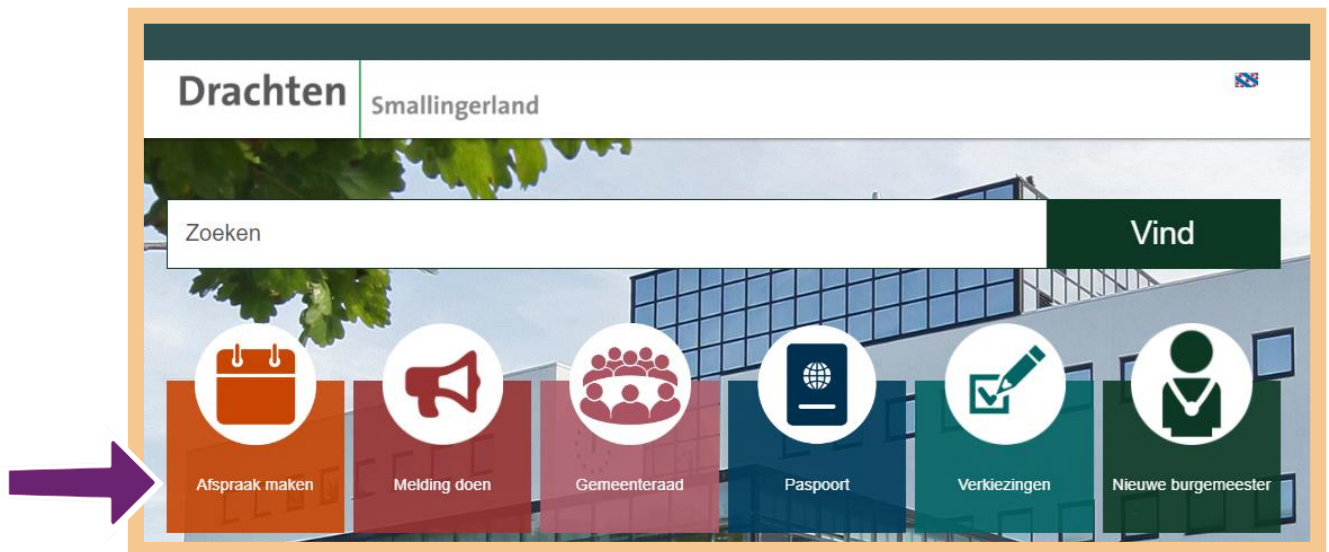 Drachten
Smallingerland
Zoeken
Vind
Afspraak maken
Melding doen
Gemeenteraad
Paspoort
Verkiezingen
Nieuwe burgemeester